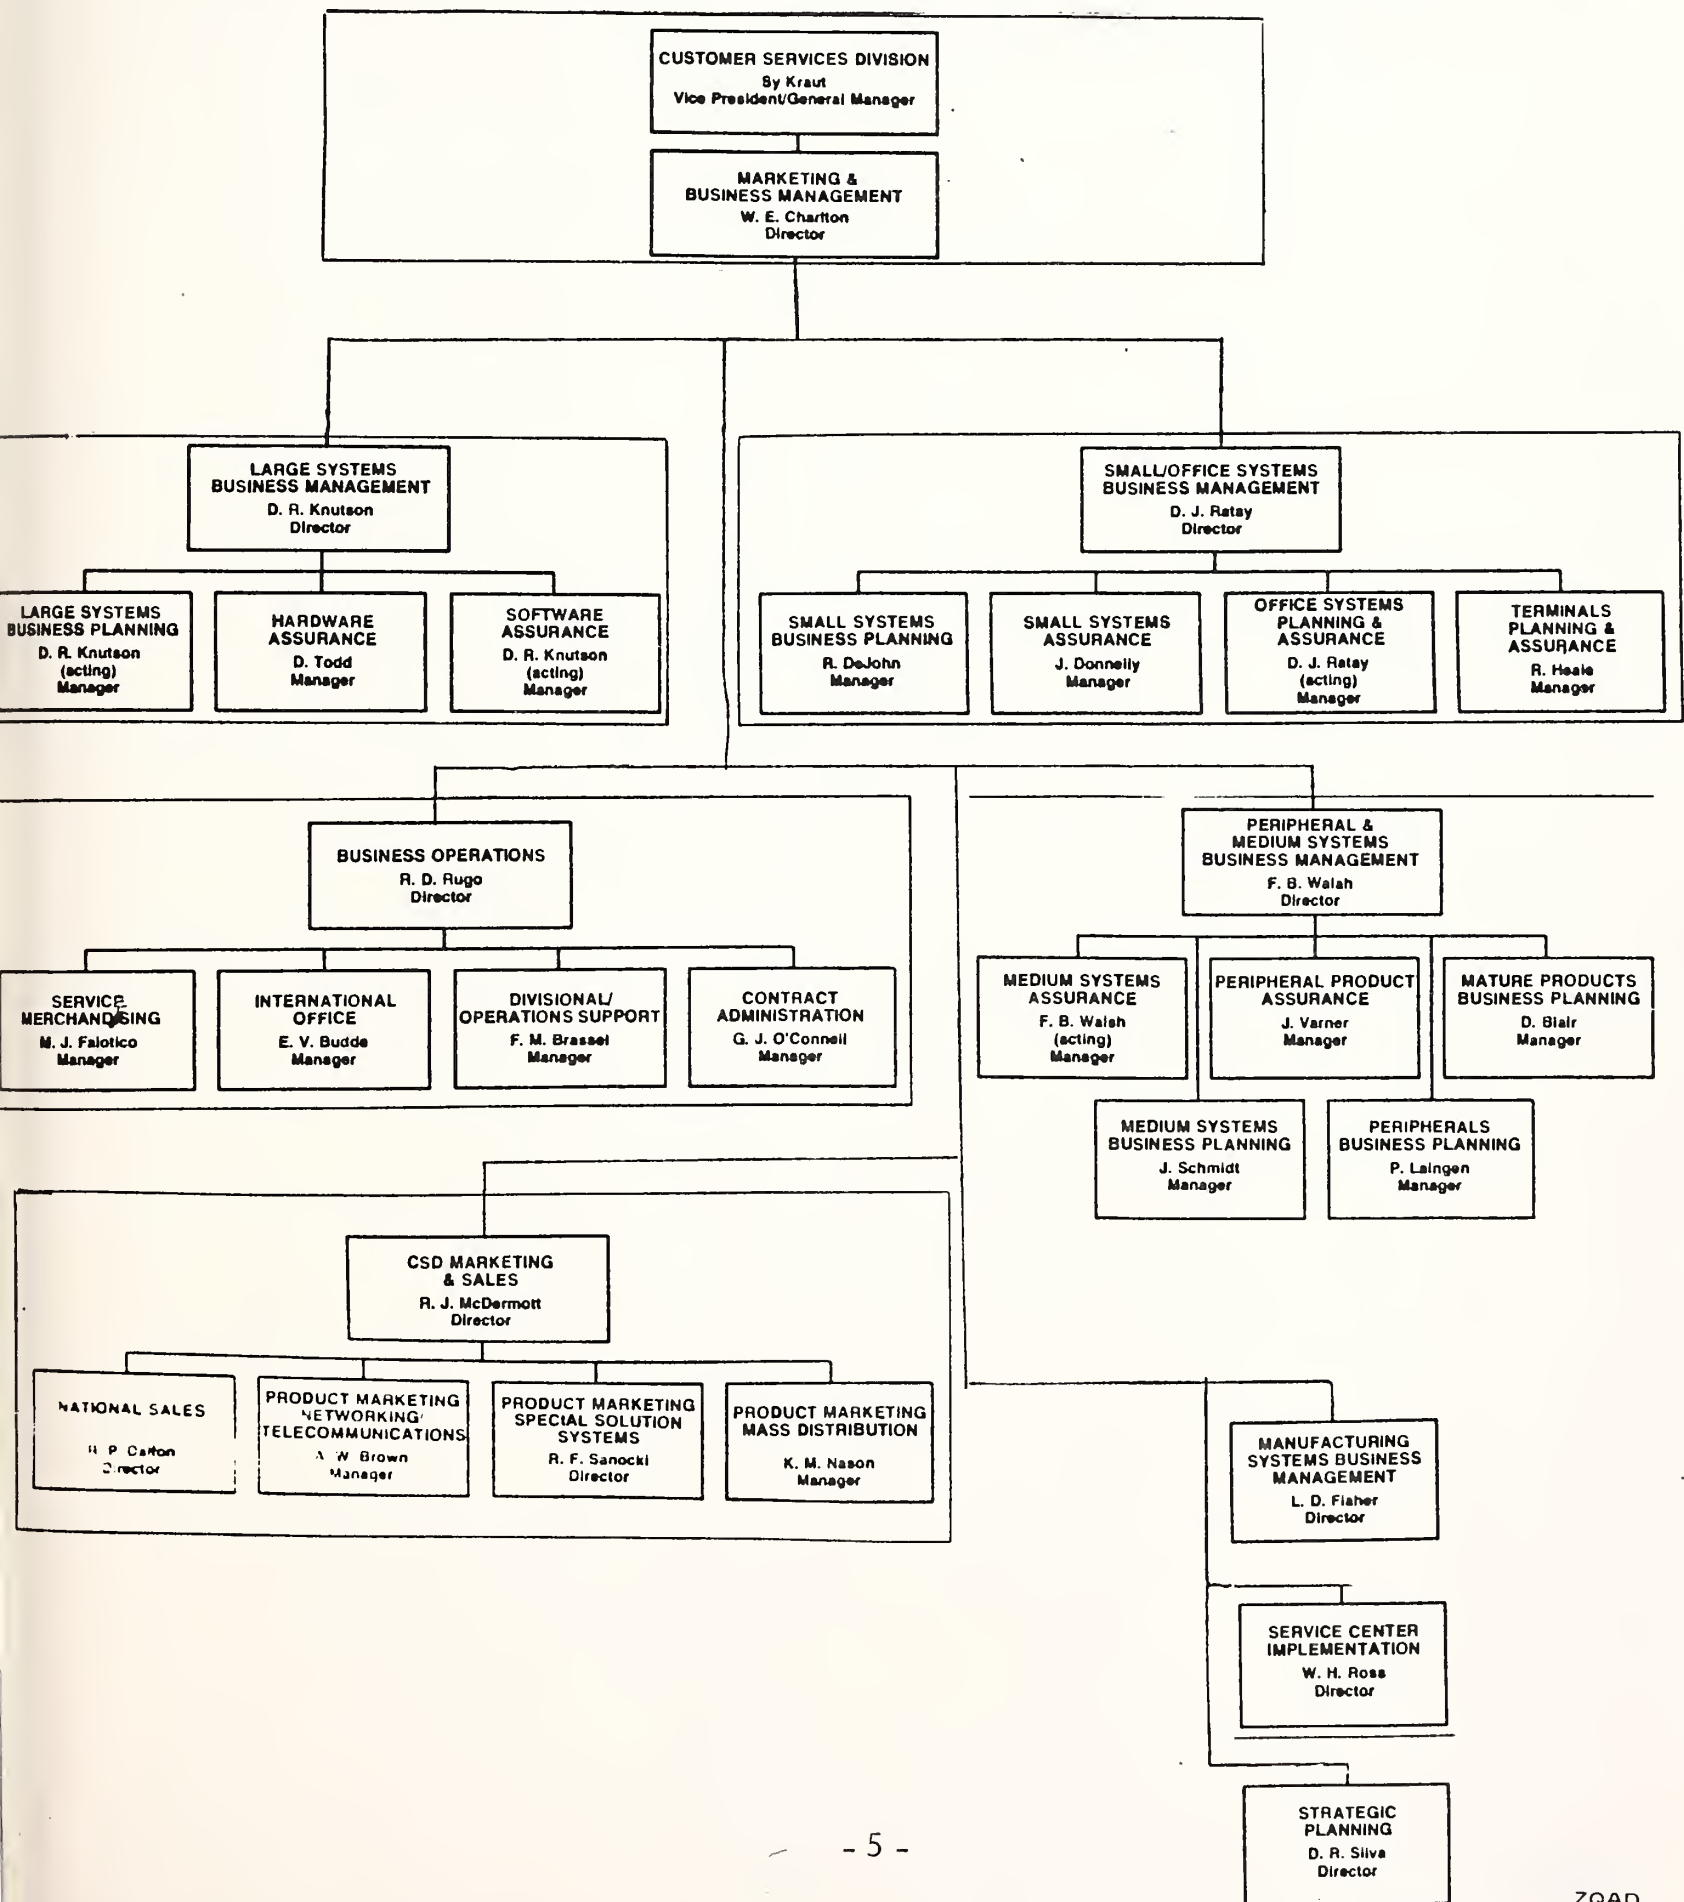 CUSTOMER SERVICES DIVISION
By Kraut
Vice President/General Manager
MARKETING &
BUSINESS MANAGEMENT
W. E. Charlton
Director
LARGE SYSTEMS
BUSINESS MANAGEMENT
D. R. Knutson
Director
SMALL/OFFICE SYSTEMS
BUSINESS MANAGEMENT
D. J. Ratay
Director
LARGE SYSTEMS
BUSINESS PLANNING
D. R. Knutson
(acting)
Manager
HARDWARE
ASSURANCE
D. Todd
Manager
SOFTWARE
ASSURANCE
D. R. Knutson
(acting)
Manager
SMALL SYSTEMS
BUSINESS PLANNING
R. DeJohn
Manager
SMALL SYSTEMS
ASSURANCE
J. Donnelly
Manager
OFFICE SYSTEMS
PLANNING &
ASSURANCE
D. J. Ratay
(acting)
Manager
TERMINALS
PLANNING &
ASSURANCE
R. Heale
Manager
BUSINESS OPERATIONS
R. D. Rugo
Director
PERIPHERAL &
MEDIUM SYSTEMS
BUSINESS MANAGEMENT
F. B. Walsh
Director
SERVICE
MERCHANDISING
M. J. Falotico
Manager
INTERNATIONAL
OFFICE
E. V. Budde
Manager
DIVISIONAL/
OPERATIONS SUPPORT
F. M. Brassel
Manager
CONTRACT
ADMINISTRATION
G. J. O'Connell
Manager
MEDIUM SYSTEMS
ASSURANCE
F. B. Walsh
(acting)
Manager
PERIPHERAL PRODUCT
ASSURANCE
J. Varner
Manager
MATURE PRODUCTS
BUSINESS PLANNING
D. Blair
Manager
MEDIUM SYSTEMS
BUSINESS PLANNING
J. Schmidt
Manager
PERIPHERALS
BUSINESS PLANNING
P. Laingen
Manager
CSD MARKETING
& SALES
R. J. McDermott
Director
NATIONAL SALES
P.
Director
PRODUCT MARKETING
NETWORKING/
TELECOMMUNICATIONS
W Brown
Manager
PRODUCT MARKETING
SPECIAL SOLUTION
SYSTEMS
R. F. Sanocki
Director
PRODUCT MARKETING
MASS DISTRIBUTION
K. M. Nason
Manager
MANUFACTURING
SYSTEMS BUSINESS
MANAGEMENT
L. D. Fisher
Director
SERVICE CENTER
IMPLEMENTATION
W. H. Ross
Director
STRATEGIC
PLANNING
D. R. Silva
Director
- 5 -